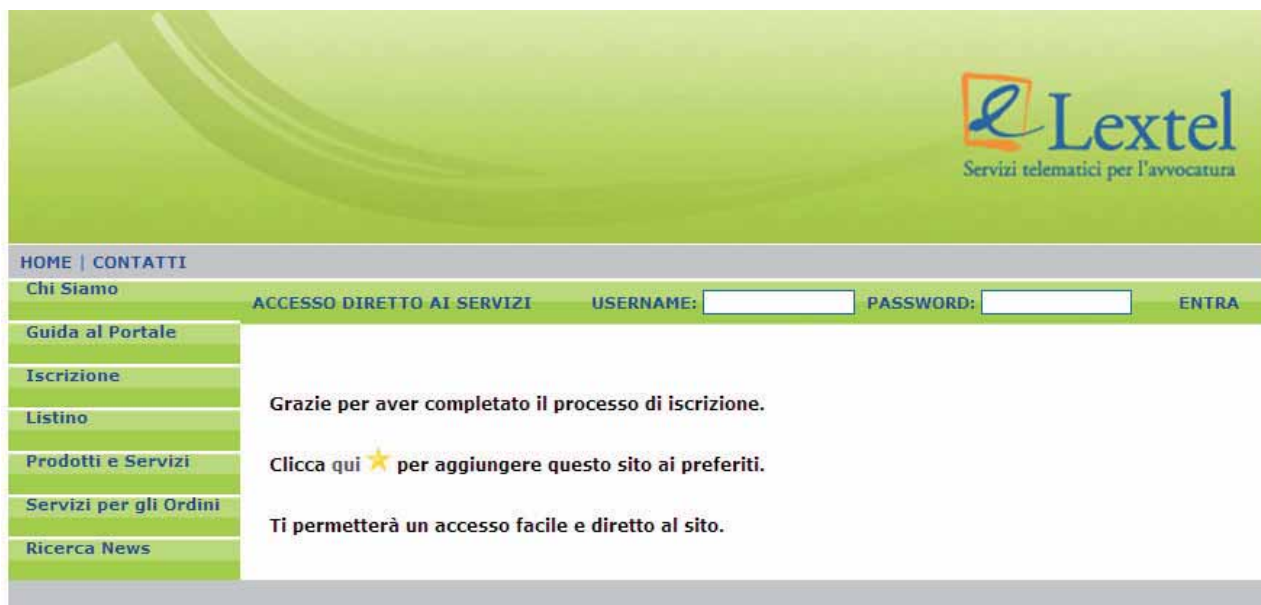 Lextel
Servizi telematici per l'avvocatura
HOME | CONTATTI
Chi Siamo
ACCESSO DIRETTO AI SERVIZI USERNAME: PASSWORD: ENTRA
Guida al Portale
Iscrizione
Listino
Prodotti e Servizi
Servizi per gli Ordini
Ricerca News
Grazie per aver completato il processo di iscrizione.
Clicca qui per aggiungere questo sito ai preferiti.
Ti permetterà un accesso facile e diretto al sito.